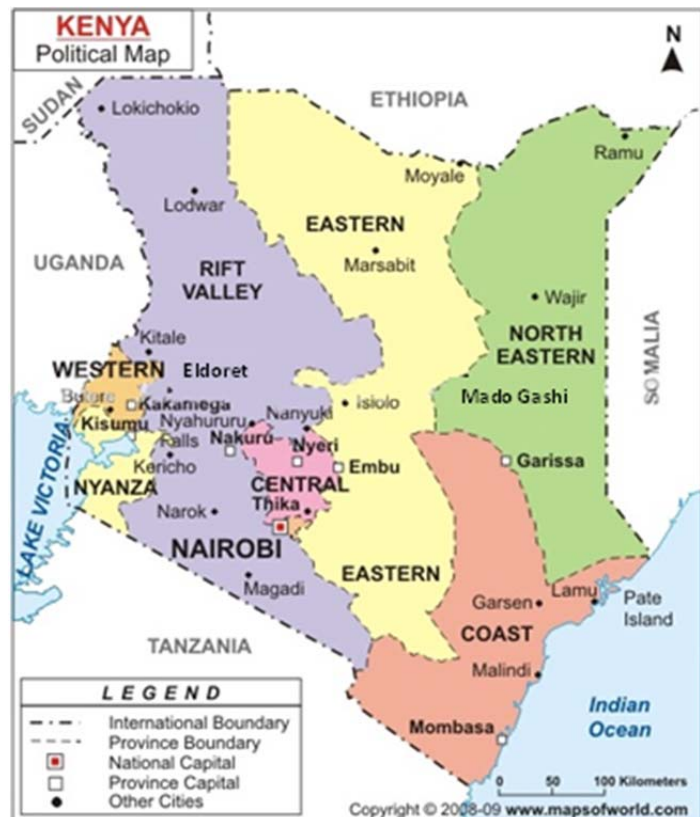 KENYA
Political Map
N
SUDAN
ETHIOPIA
Lokichokio
Ramu
Moyale
Lodwar
EASTERN
Marsabit
UGANDA
RIFT
VALLEY
Wajir
SOMALIA
NORTH
EASTERN
Kitale
WESTERN
Eldoret
Mado Gashi
Butere
Kakamega
Isiolo
Nanyuki
Nyahururu
Falls
Kisumu
Nakuru
Nyeri
Kericho
Embu
Garissa
LAKE VICTORIA
NYANZA
CENTRAL
Thika
Narok
NAIROBI
Magadi
EASTERN
Garsen
Lamu
Pate
Island
COAST
TANZANIA
Malindi
Indian
Ocean
Mombasa
LEGEND
International Boundary
Province Boundary
National Capital
Province Capital
Other Cities
0 50 100 Kilometers
Copyright © 2008-09 www.mapsofworld.com